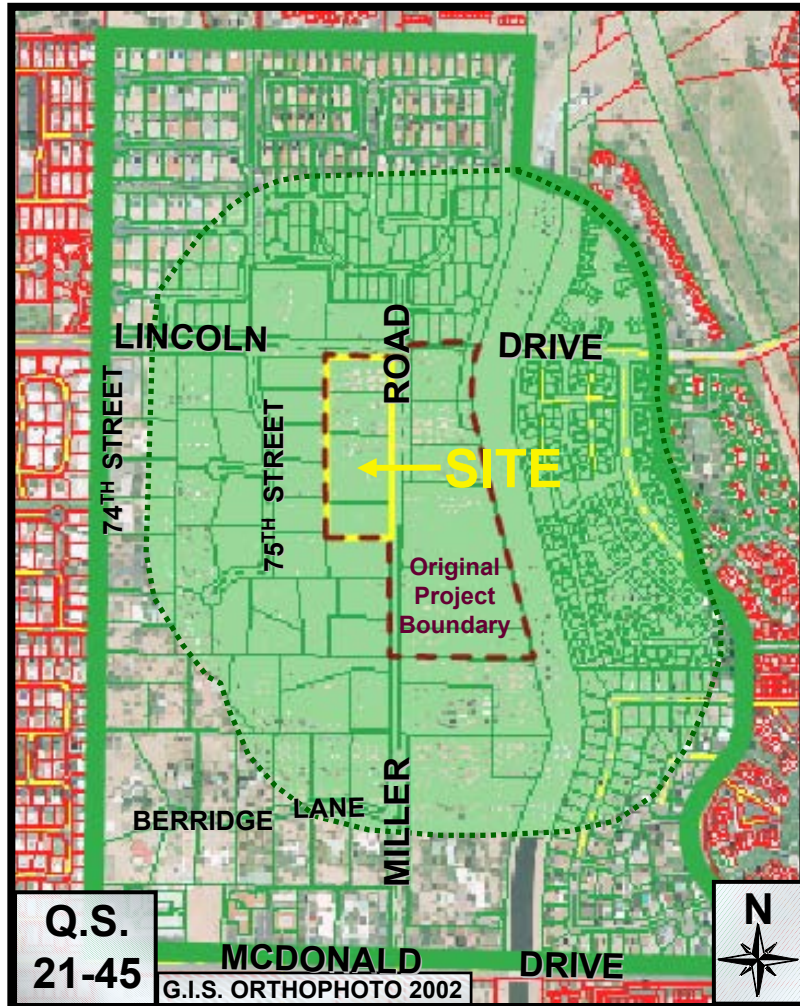 LINCOLN
ROAD
DRIVE
74TH STREET
75TH STREET
SITE
Original
Project
Boundary
MILLER
BERRIDGE LANE
Q.S.
21-45
MCDONALD DRIVE
G.I.S. ORTHOPHOTO 2002
N